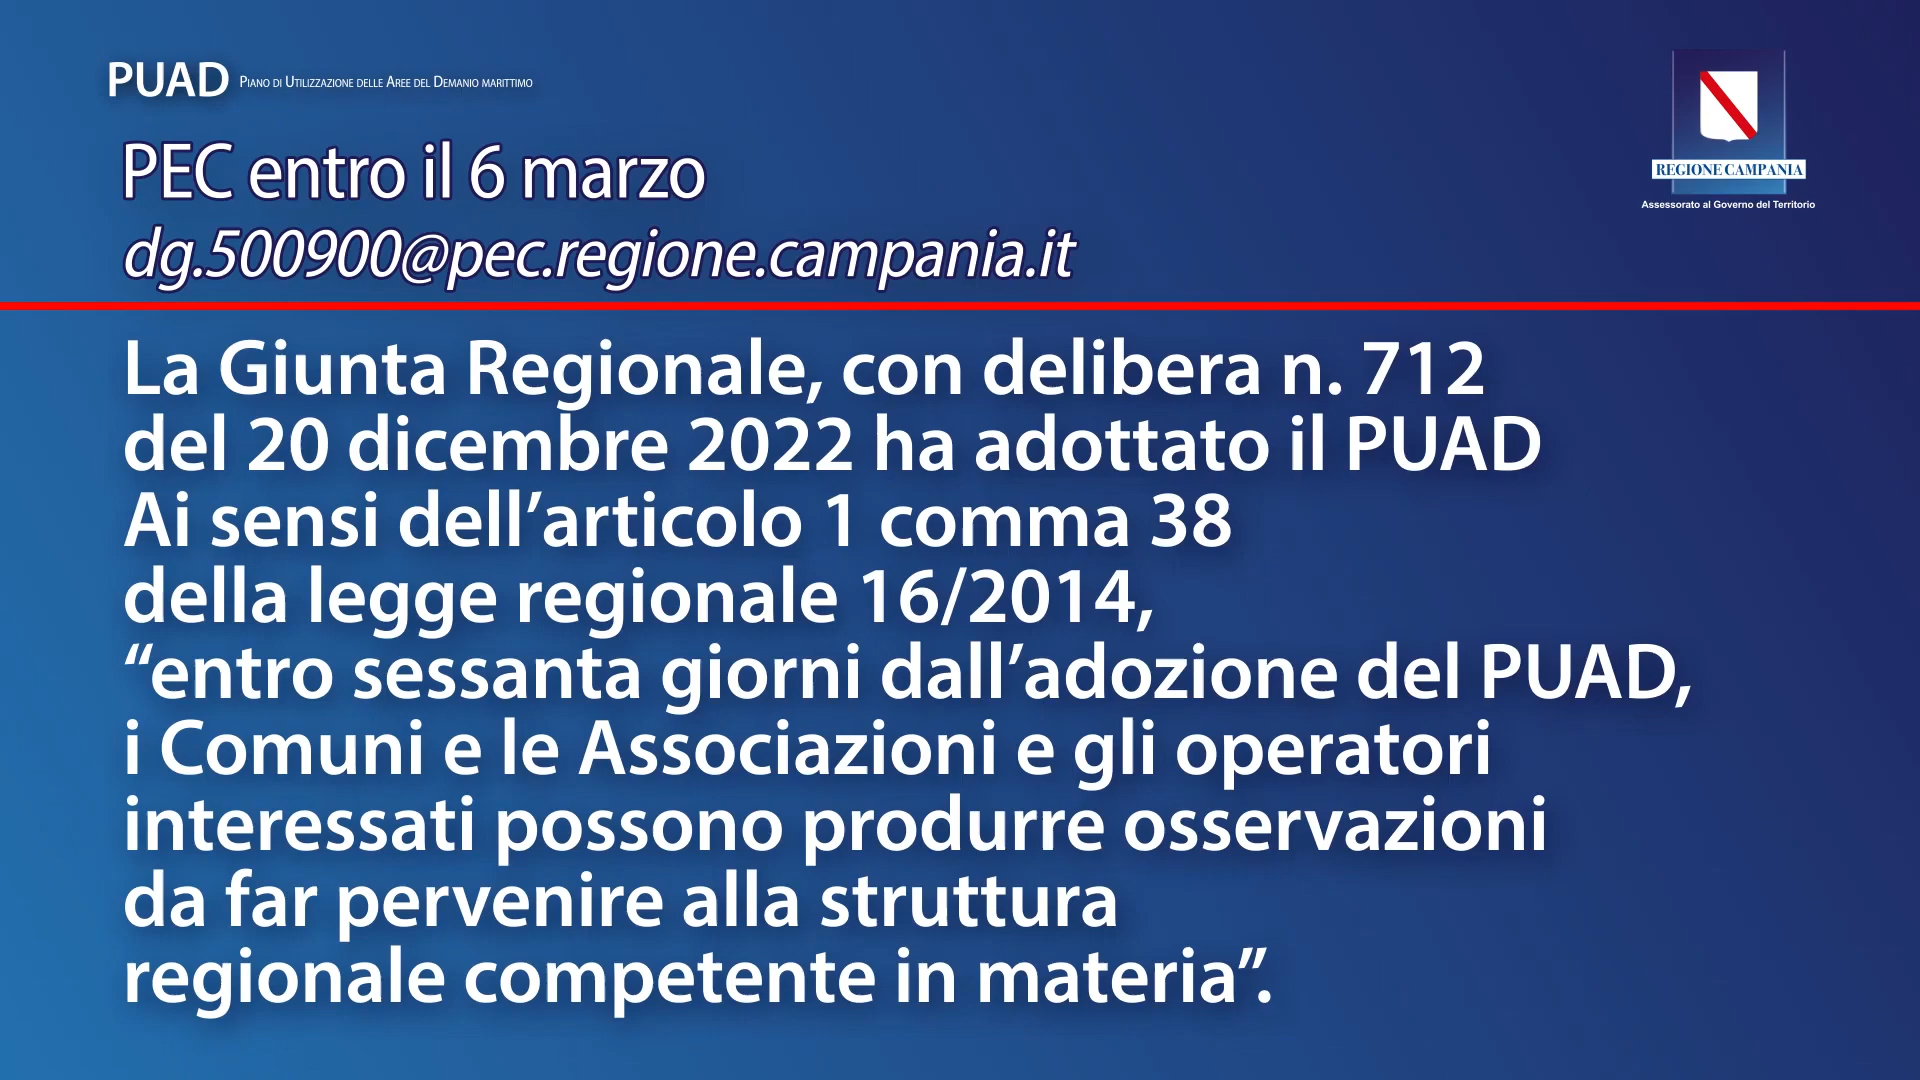 PUAD Piano di Utilizzazione delle Aree del Demanio marittimo
REGIONE CAMPANIA
Assessorato al Governo del Territorio
PEC entro il 6 marzo
dg.500900@pec.regione.campania.it
La Giunta Regionale, con delibera n. 712
del 20 dicembre 2022 ha adottato il PUAD
Ai sensi dell’articolo 1 comma 38
della legge regionale 16/2014,
“entro sessanta giorni dall’adozione del PUAD,
i Comuni e le Associazioni e gli operatori
interessati possono produrre osservazioni
da far pervenire alla struttura
regionale competente in materia”.